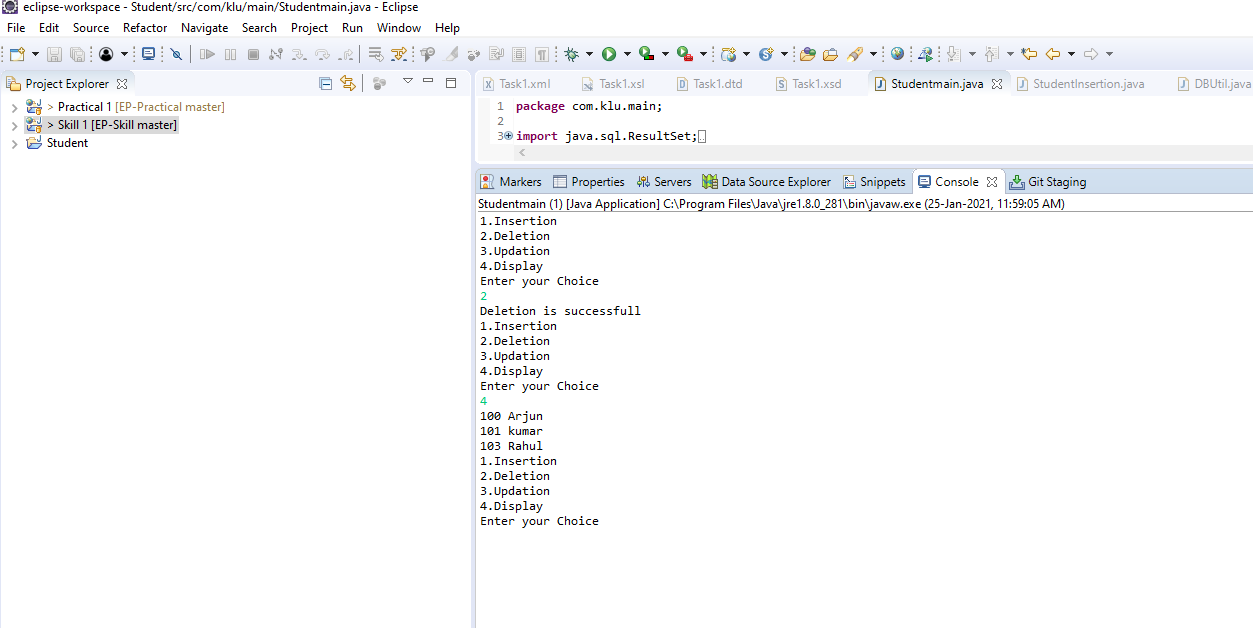 eclipse-workspace - Student/src/com/klu/main/Studentmain.java - Eclipse
File Edit Source Refactor Navigate Search Project Run Window Help
Project Explorer
> Practical 1 [EP-Practical master]
> Skill 1 [EP-Skill master]
Student
Task1.xml Task1.xsl Task1.dtd Task1.xsd Studentmain.java StudentInsertion.java DBUtil.java
1 package com.klu.main;
2
3 import java.sql.ResultSet;
Markers Properties Servers Data Source Explorer Snippets Console Git Staging
Studentmain (1) [Java Application] C:\Program Files\Java\jre1.8.0_281\bin\javaw.exe (25-Jan-2021, 11:59:05 AM)
1.Insertion
2.Deletion
3.Updation
4.Display
Enter your Choice
2
Deletion is successfull
1.Insertion
2.Deletion
3.Updation
4.Display
Enter your Choice
4
100 Arjun
101 kumar
103 Rahul
1.Insertion
2.Deletion
3.Updation
4.Display
Enter your Choice